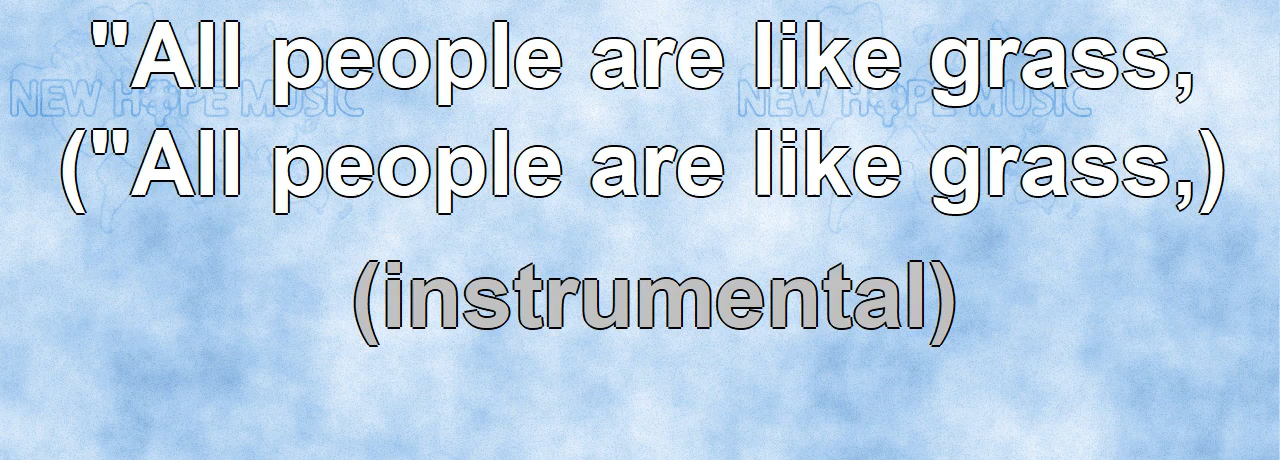 "All people are like grass,
NEW HOPE MUSIC NEW HOPE MUSIC
("All people are like grass,)
(instrumental)